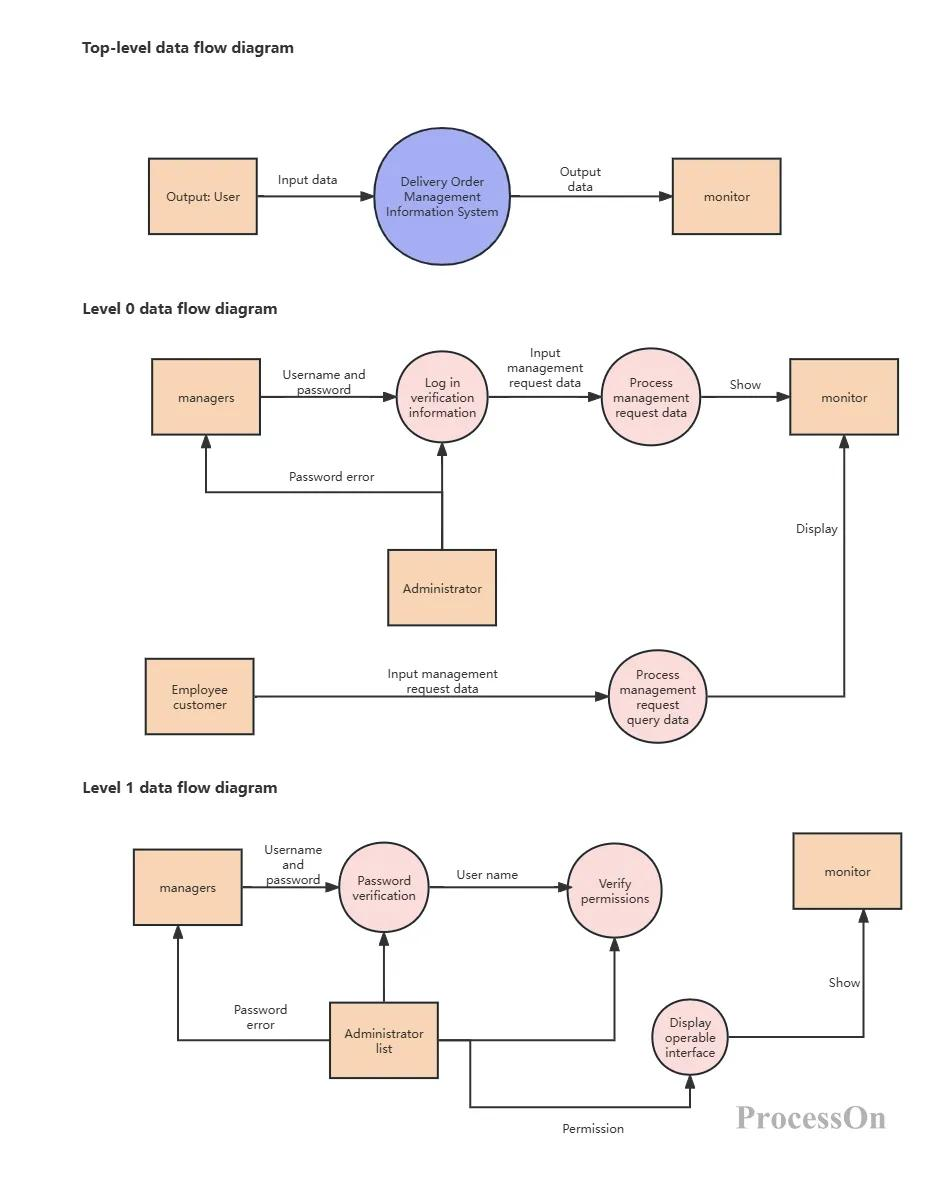 Top-level data flow diagram
Output: User
Input data
Delivery Order
Management
Information System
Output
data
monitor
Level 0 data flow diagram
managers
Username and
password
Log in
verification
information
Input
management
request data
Process
management
request data
Show
monitor
Password error
Administrator
Display
Employee
customer
Input management
request data
Process
management
request
query data
Level 1 data flow diagram
managers
Username
and
password
Password
verification
User name
Verify
permissions
monitor
Password
error
Administrator
list
Display
operable
interface
Show
Permission
ProcessOn